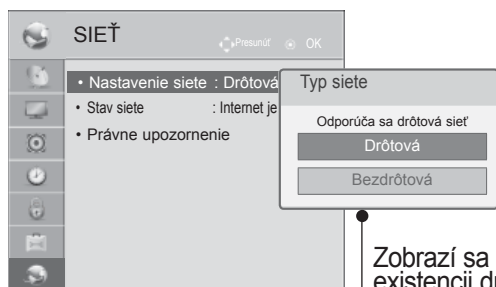 SIEŤ
Presunúť OK
• Nastavenie siete : Drôtová
• Stav siete : Internet je
• Právne upozornenie
Typ siete
Odporúča sa drôtová sieť
Drôtová
Bezdrôtová
Zobrazí sa
existencii